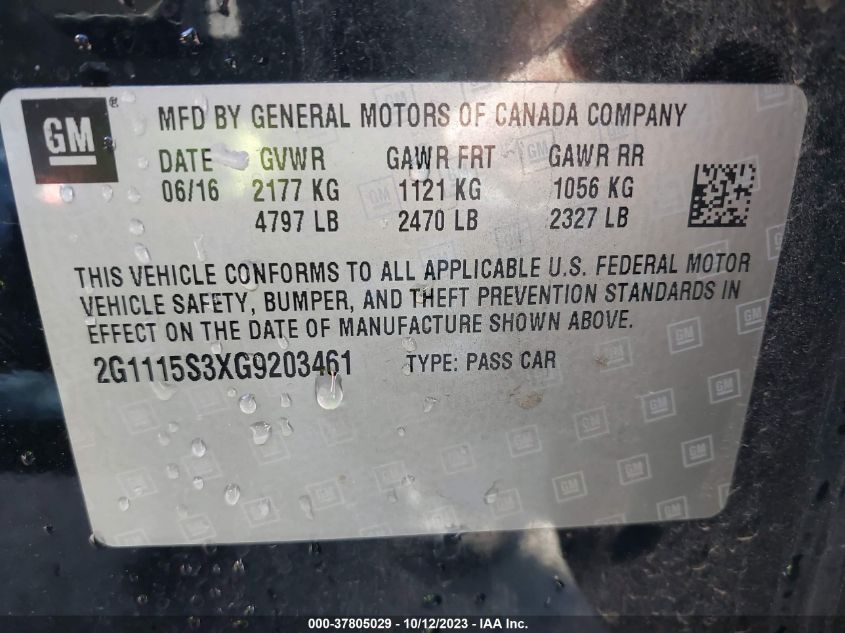 GM ®
MFD BY GENERAL MOTORS OF CANADA COMPANY
DATE GVWR GAWR FRT GAWR RR
06/16 2177 KG 1121 KG 1056 KG
4797 LB 2470 LB 2327 LB
THIS VEHICLE CONFORMS TO ALL APPLICABLE U.S. FEDERAL MOTOR
VEHICLE SAFETY, BUMPER, AND THEFT PREVENTION STANDARDS IN
EFFECT ON THE DATE OF MANUFACTURE SHOWN ABOVE.
2G1115S3XG9203461 TYPE: PASS CAR
000-37805029 - 10/12/2023 - IAA Inc.